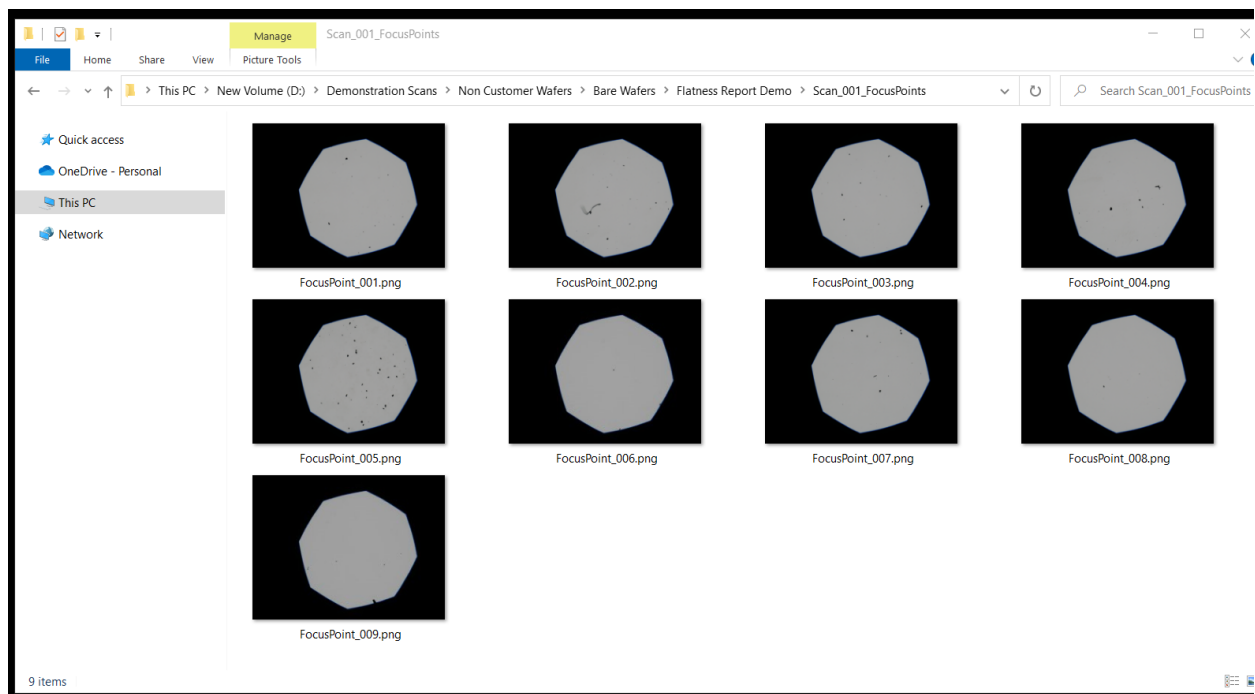 Manage
Scan_001_FocusPoints
File
Home
Share
View
Picture Tools
This PC
New Volume (D:)
Demonstration Scans
Non Customer Wafers
Bare Wafers
Flatness Report Demo
Scan_001_FocusPoints
Search Scan_001_FocusPoints
Quick access
OneDrive - Personal
This PC
Network
FocusPoint_001.png
FocusPoint_002.png
FocusPoint_003.png
FocusPoint_004.png
FocusPoint_005.png
FocusPoint_006.png
FocusPoint_007.png
FocusPoint_008.png
FocusPoint_009.png
9 items